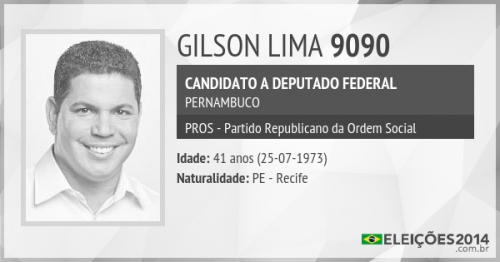 GILSON LIMA 9090
CANDIDATO A DEPUTADO FEDERAL
PERNAMBUCO
PROS - Partido Republicano da Ordem Social
Idade: 41 anos (25-07-1973)
Naturalidade: PE - Recife
ELEIÇÕES2014
.com.br